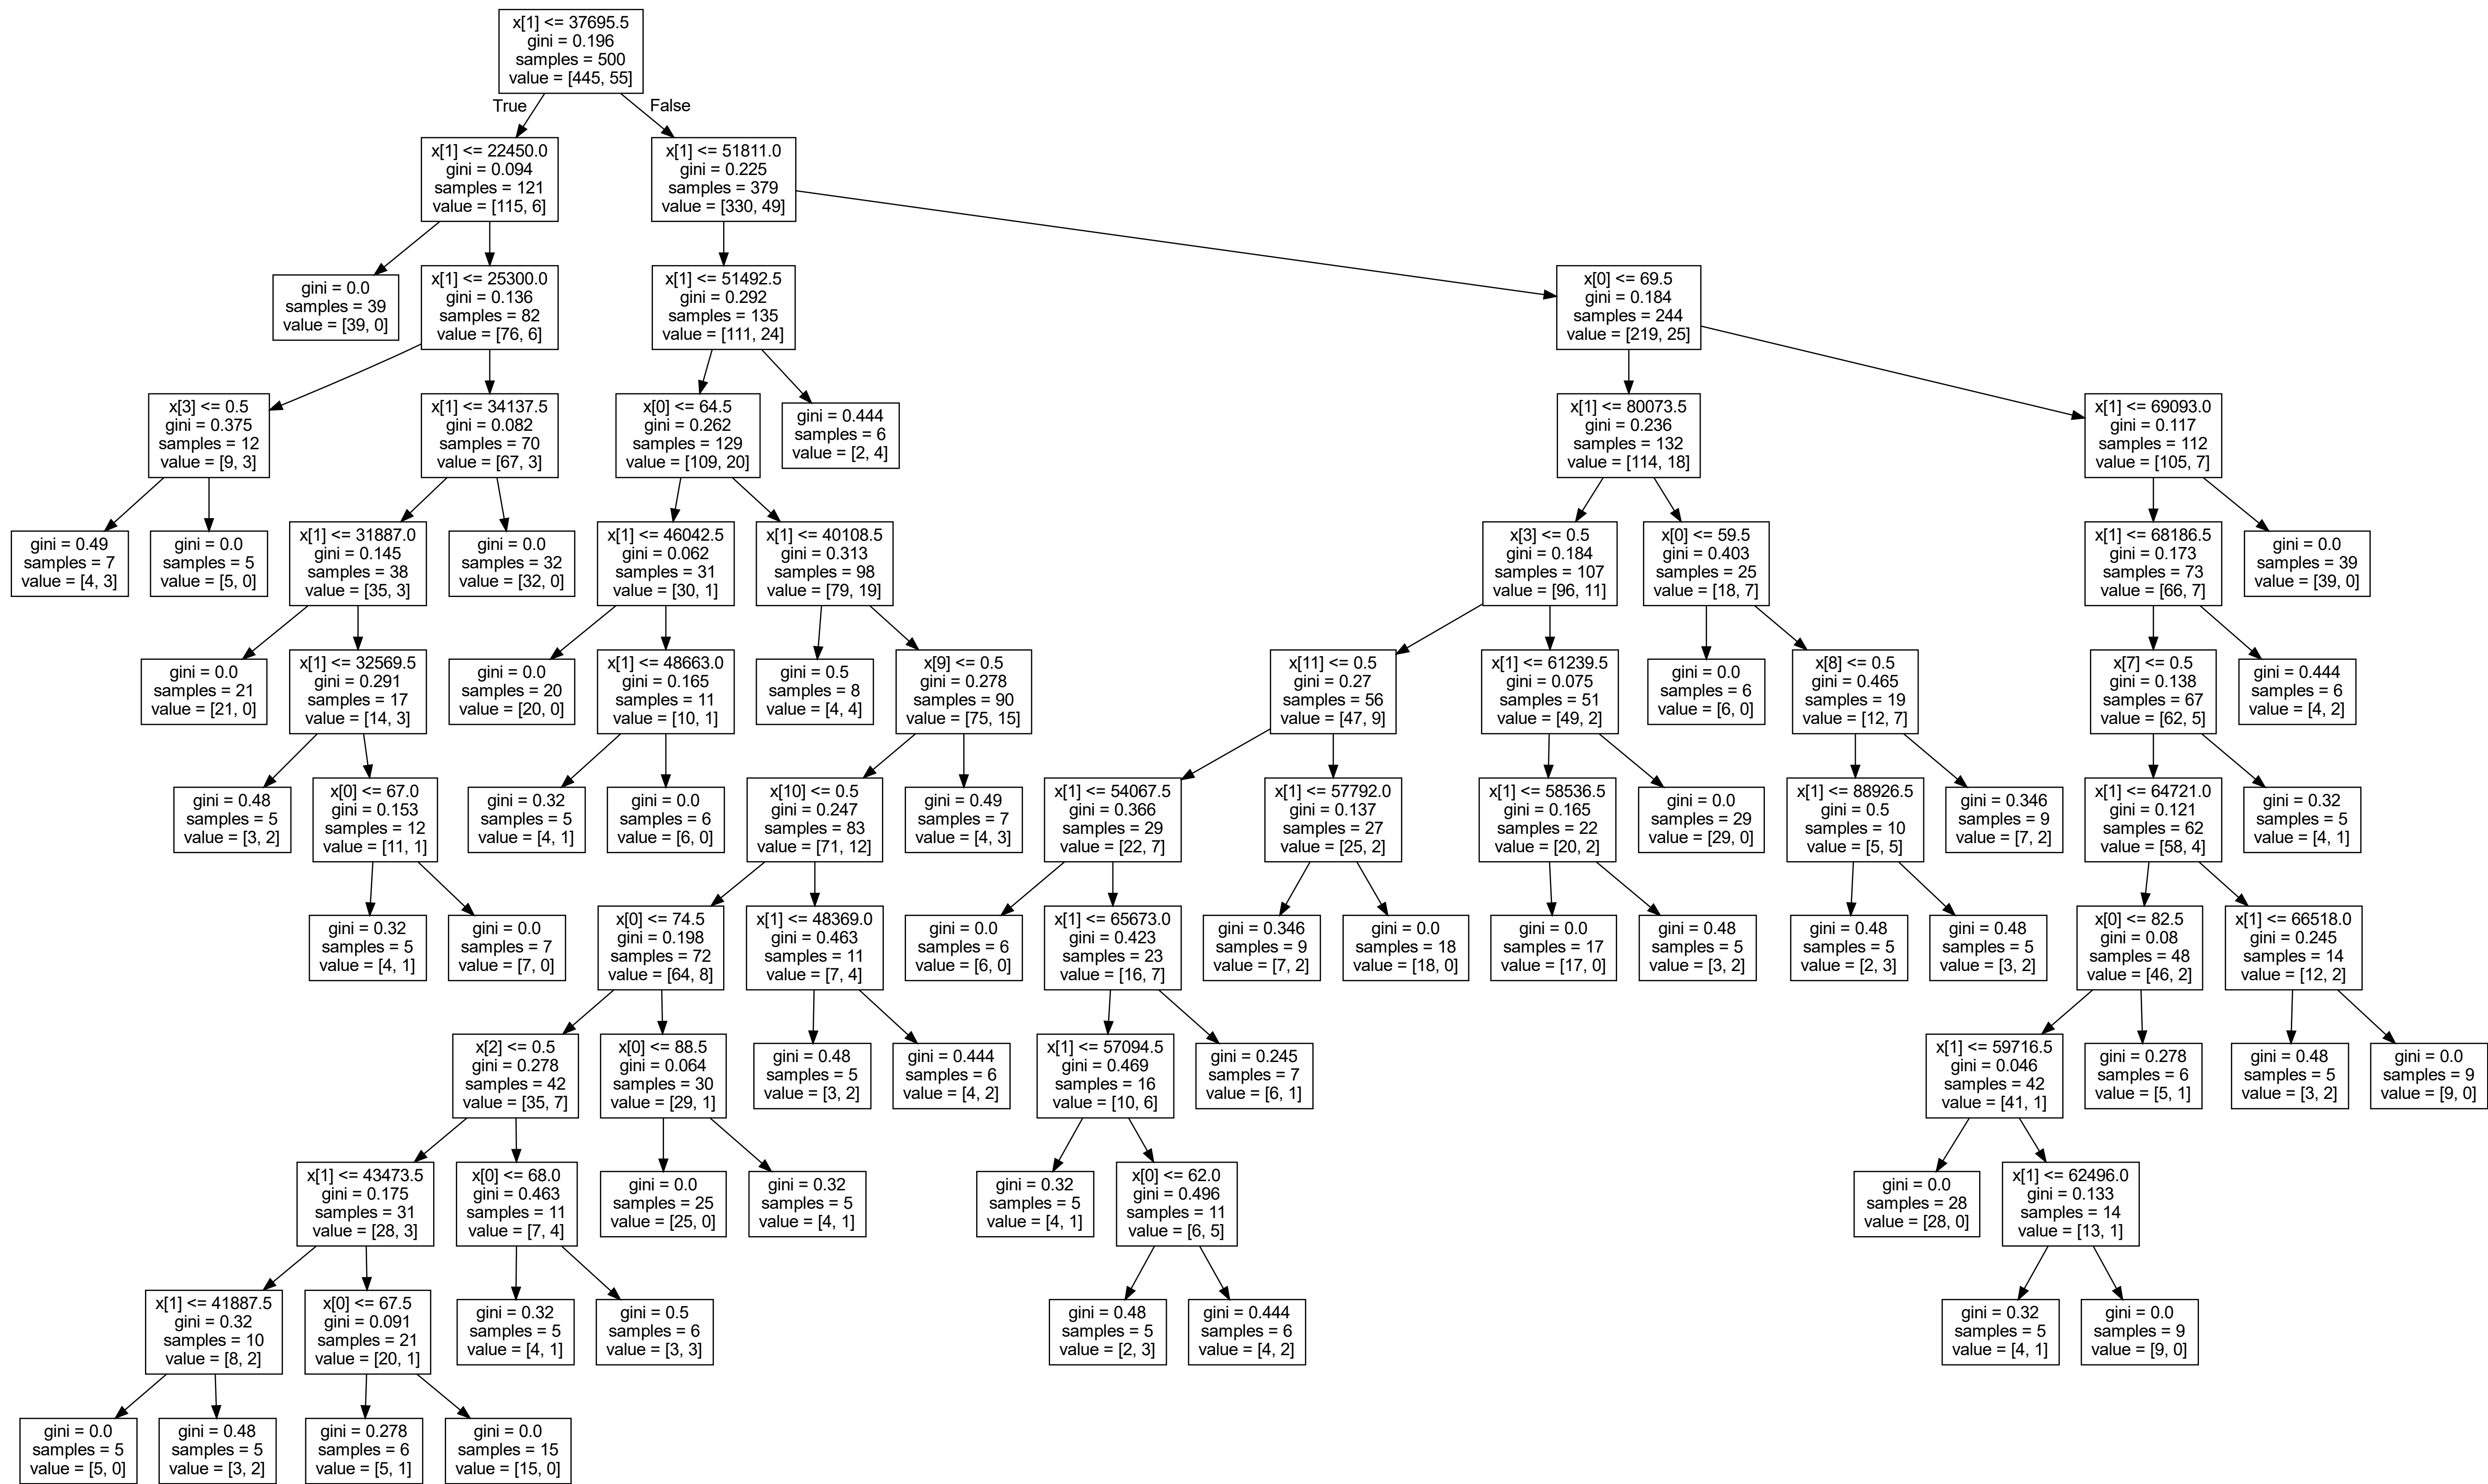 x[1] <= 37695.5
gini = 0.196
samples = 500
value = [445, 55]
True
False
x[1] <= 22450.0
gini = 0.094
samples = 121
value = [115, 6]
x[1] <= 51811.0
gini = 0.225
samples = 379
value = [330, 49]
gini = 0.0
samples = 39
value = [39, 0]
x[1] <= 25300.0
gini = 0.136
samples = 82
value = [76, 6]
x[1] <= 51492.5
gini = 0.292
samples = 135
value = [111, 24]
x[0] <= 69.5
gini = 0.184
samples = 244
value = [219, 25]
x[3] <= 0.5
gini = 0.375
samples = 12
value = [9, 3]
x[1] <= 34137.5
gini = 0.082
samples = 70
value = [67, 3]
x[0] <= 64.5
gini = 0.262
samples = 129
value = [109, 20]
gini = 0.444
samples = 6
value = [2, 4]
x[1] <= 80073.5
gini = 0.236
samples = 132
value = [114, 18]
x[1] <= 69093.0
gini = 0.117
samples = 112
value = [105, 7]
gini = 0.49
samples = 7
value = [4, 3]
gini = 0.0
samples = 5
value = [5, 0]
x[1] <= 31887.0
gini = 0.145
samples = 38
value = [35, 3]
gini = 0.0
samples = 32
value = [32, 0]
x[1] <= 46042.5
gini = 0.062
samples = 31
value = [30, 1]
x[1] <= 40108.5
gini = 0.313
samples = 98
value = [79, 19]
x[3] <= 0.5
gini = 0.184
samples = 107
value = [96, 11]
x[0] <= 59.5
gini = 0.403
samples = 25
value = [18, 7]
x[1] <= 68186.5
gini = 0.173
samples = 73
value = [66, 7]
gini = 0.0
samples = 39
value = [39, 0]
gini = 0.0
samples = 21
value = [21, 0]
x[1] <= 32569.5
gini = 0.291
samples = 17
value = [14, 3]
gini = 0.0
samples = 20
value = [20, 0]
x[1] <= 48663.0
gini = 0.165
samples = 11
value = [10, 1]
gini = 0.5
samples = 8
value = [4, 4]
x[9] <= 0.5
gini = 0.278
samples = 90
value = [75, 15]
x[11] <= 0.5
gini = 0.27
samples = 56
value = [47, 9]
x[1] <= 61239.5
gini = 0.075
samples = 51
value = [49, 2]
gini = 0.0
samples = 6
value = [6, 0]
x[8] <= 0.5
gini = 0.465
samples = 19
value = [12, 7]
x[7] <= 0.5
gini = 0.138
samples = 67
value = [62, 5]
gini = 0.444
samples = 6
value = [4, 2]
gini = 0.48
samples = 5
value = [3, 2]
x[0] <= 67.0
gini = 0.153
samples = 12
value = [11, 1]
gini = 0.32
samples = 5
value = [4, 1]
gini = 0.0
samples = 6
value = [6, 0]
x[10] <= 0.5
gini = 0.247
samples = 83
value = [71, 12]
gini = 0.49
samples = 7
value = [4, 3]
x[1] <= 54067.5
gini = 0.366
samples = 29
value = [22, 7]
x[1] <= 57792.0
gini = 0.137
samples = 27
value = [25, 2]
x[1] <= 58536.5
gini = 0.165
samples = 22
value = [20, 2]
gini = 0.0
samples = 29
value = [29, 0]
x[1] <= 88926.5
gini = 0.5
samples = 10
value = [5, 5]
gini = 0.346
samples = 9
value = [7, 2]
x[1] <= 64721.0
gini = 0.121
samples = 62
value = [58, 4]
gini = 0.32
samples = 5
value = [4, 1]
gini = 0.32
samples = 5
value = [4, 1]
gini = 0.0
samples = 7
value = [7, 0]
x[0] <= 74.5
gini = 0.198
samples = 72
value = [64, 8]
x[1] <= 48369.0
gini = 0.463
samples = 11
value = [7, 4]
gini = 0.0
samples = 6
value = [6, 0]
x[1] <= 65673.0
gini = 0.423
samples = 23
value = [16, 7]
gini = 0.346
samples = 9
value = [7, 2]
gini = 0.0
samples = 18
value = [18, 0]
gini = 0.0
samples = 17
value = [17, 0]
gini = 0.48
samples = 5
value = [3, 2]
gini = 0.48
samples = 5
value = [2, 3]
gini = 0.48
samples = 5
value = [3, 2]
x[0] <= 82.5
gini = 0.08
samples = 48
value = [46, 2]
x[1] <= 66518.0
gini = 0.245
samples = 14
value = [12, 2]
x[2] <= 0.5
gini = 0.278
samples = 42
value = [35, 7]
x[0] <= 88.5
gini = 0.064
samples = 30
value = [29, 1]
gini = 0.48
samples = 5
value = [3, 2]
gini = 0.444
samples = 6
value = [4, 2]
x[1] <= 57094.5
gini = 0.469
samples = 16
value = [10, 6]
gini = 0.245
samples = 7
value = [6, 1]
x[1] <= 59716.5
gini = 0.046
samples = 42
value = [41, 1]
gini = 0.278
samples = 6
value = [5, 1]
gini = 0.48
samples = 5
value = [3, 2]
gini = 0.0
samples = 9
value = [9, 0]
x[1] <= 43473.5
gini = 0.175
samples = 31
value = [28, 3]
x[0] <= 68.0
gini = 0.463
samples = 11
value = [7, 4]
gini = 0.0
samples = 25
value = [25, 0]
gini = 0.32
samples = 5
value = [4, 1]
gini = 0.32
samples = 5
value = [4, 1]
x[0] <= 62.0
gini = 0.496
samples = 11
value = [6, 5]
gini = 0.0
samples = 28
value = [28, 0]
x[1] <= 62496.0
gini = 0.133
samples = 14
value = [13, 1]
x[1] <= 41887.5
gini = 0.32
samples = 10
value = [8, 2]
x[0] <= 67.5
gini = 0.091
samples = 21
value = [20, 1]
gini = 0.32
samples = 5
value = [4, 1]
gini = 0.5
samples = 6
value = [3, 3]
gini = 0.48
samples = 5
value = [2, 3]
gini = 0.444
samples = 6
value = [4, 2]
gini = 0.32
samples = 5
value = [4, 1]
gini = 0.0
samples = 9
value = [9, 0]
gini = 0.0
samples = 5
value = [5, 0]
gini = 0.48
samples = 5
value = [3, 2]
gini = 0.278
samples = 6
value = [5, 1]
gini = 0.0
samples = 15
value = [15, 0]